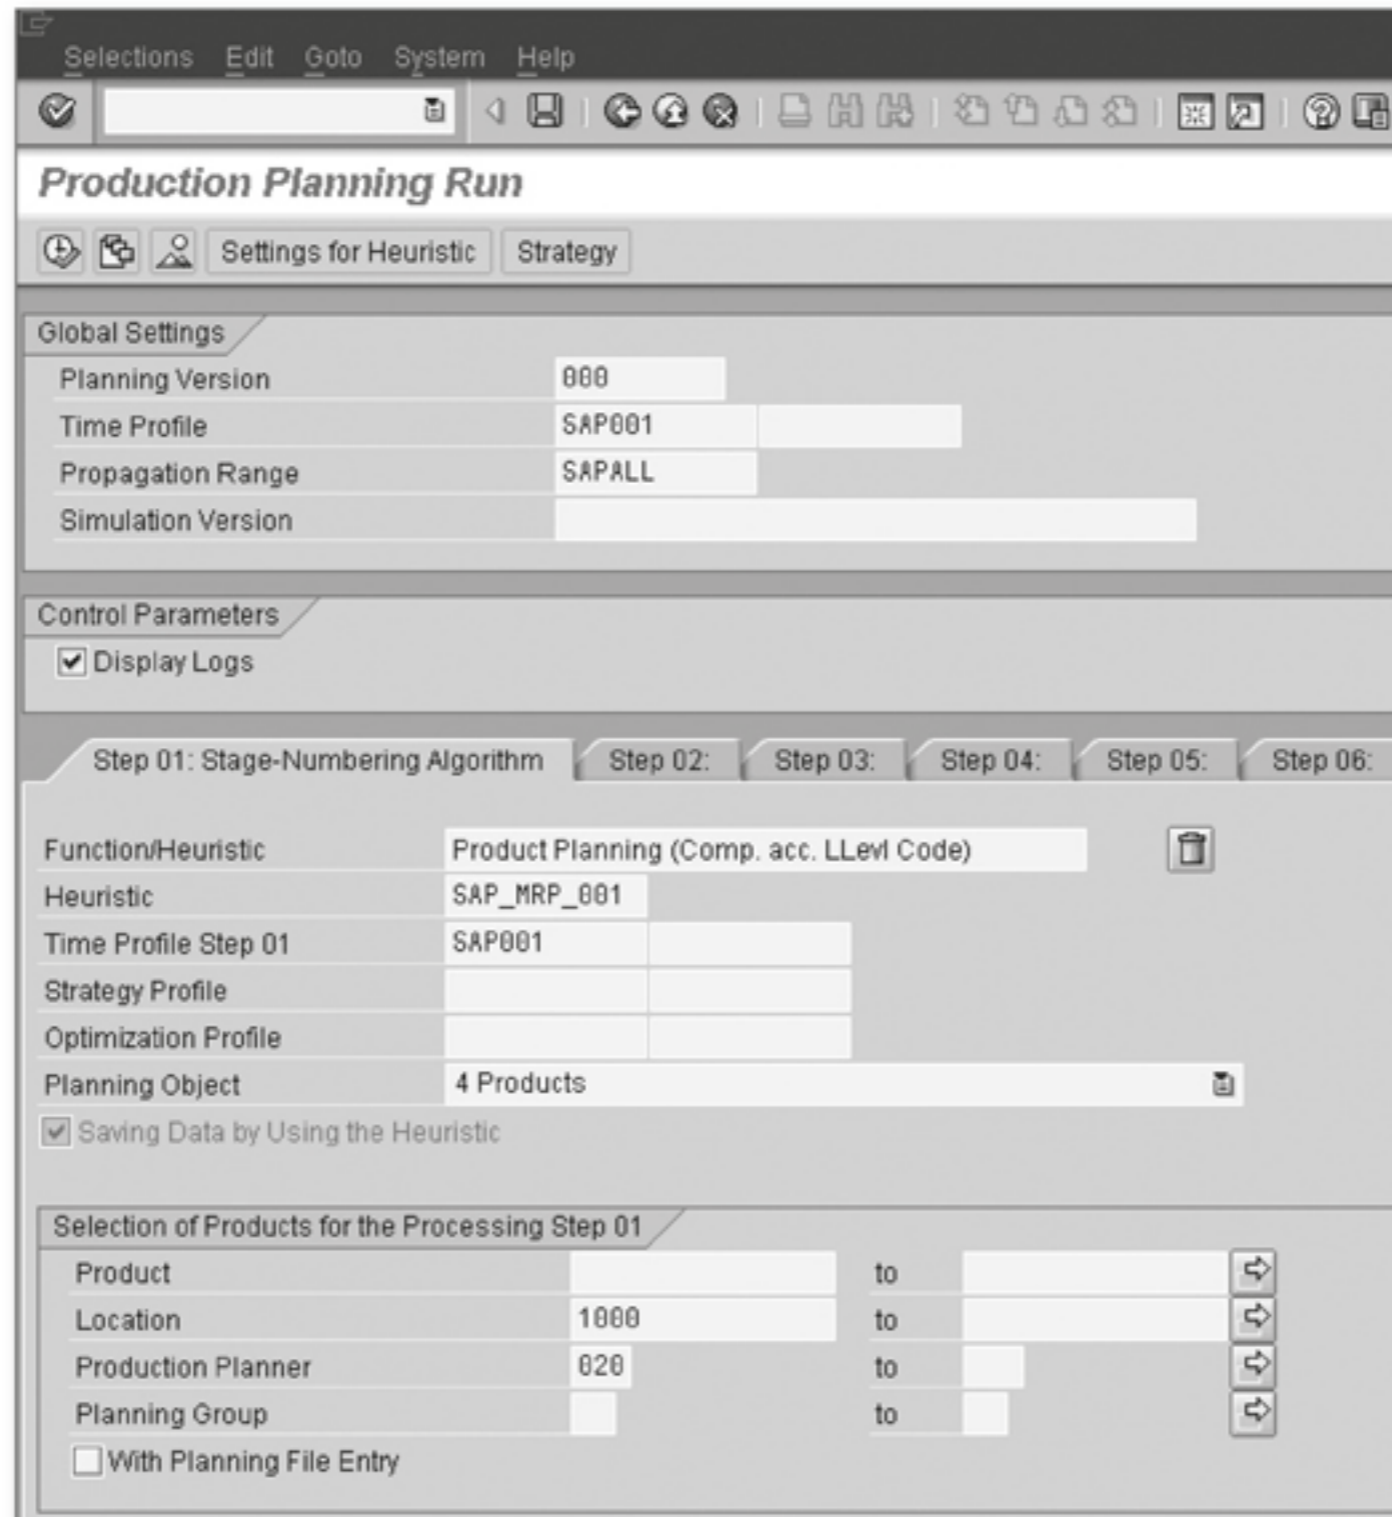 Selections Edit Goto System Help
Production Planning Run
Settings for Heuristic Strategy
Global Settings
Planning Version 000
Time Profile SAP001
Propagation Range SAPALL
Simulation Version
Control Parameters
Display Logs
Step 01: Stage-Numbering Algorithm Step 02: Step 03: Step 04: Step 05: Step 06:
Function/Heuristic Product Planning (Comp. acc. LLevl Code)
Heuristic SAP_MRP_001
Time Profile Step 01 SAP001
Strategy Profile
Optimization Profile
Planning Object 4 Products
Saving Data by Using the Heuristic
Selection of Products for the Processing Step 01
Product to
Location 1000 to
Production Planner 020 to
Planning Group to
With Planning File Entry